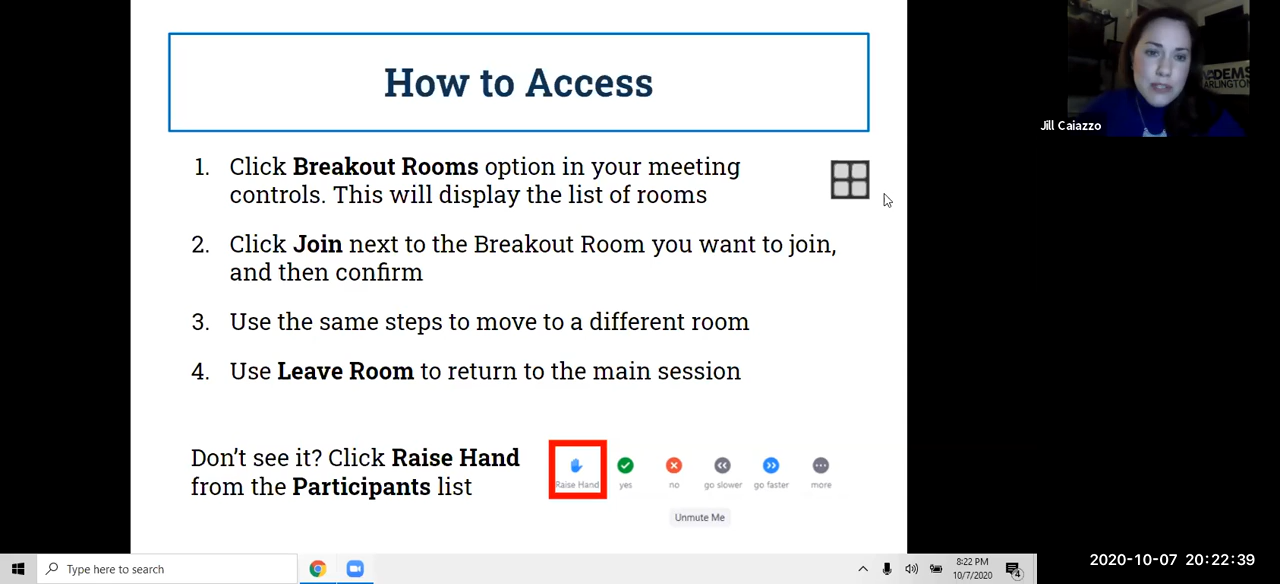 How to Access
1. Click Breakout Rooms option in your meeting
controls. This will display the list of rooms
2. Click Join next to the Breakout Room you want to join,
and then confirm
3. Use the same steps to move to a different room
4. Use Leave Room to return to the main session
Don't see it? Click Raise Hand
from the Participants list
Raise Hand yes no go slower go faster more
Unmute Me
DEMS
ARLINGTON
Jill Caiazzo
Type here to search
8:22 PM
10/7/2020
4
2020-10-07 20:22:39